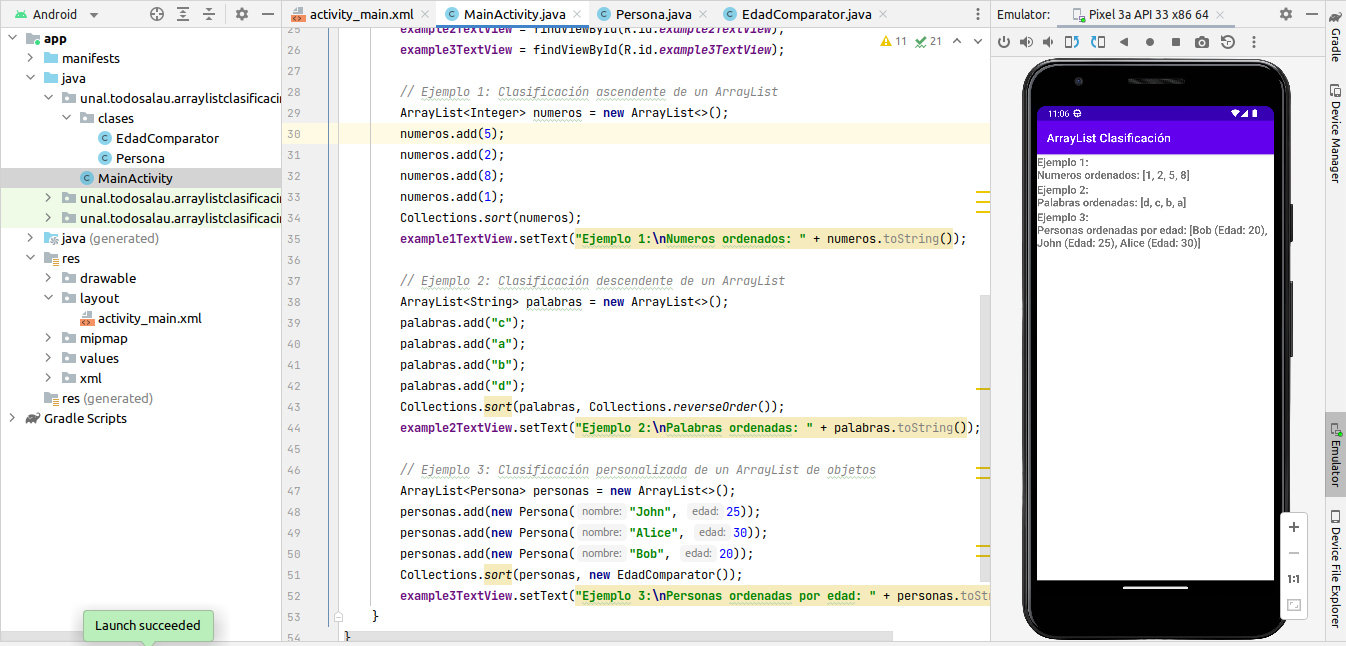 Android
activity_main.xml
MainActivity.java
Persona.java
EdadComparator.java
Emulator:
Pixel 3a API 33 x86 64
app
manifests
java
unal.todosalau.arraylistclasificaci
clases
EdadComparator
Persona
MainActivity
unal.todosalau.arraylistclasificaci
unal.todosalau.arraylistclasificaci
java (generated)
res
drawable
layout
activity_main.xml
mipmap
values
xml
res (generated)
Gradle Scripts
Launch succeeded
11 21
25 example2TextView = findViewById(R.id.example2TextView);
26 example3TextView = findViewById(R.id.example3TextView);
27
28 // Ejemplo 1: Clasificación ascendente de un ArrayList
29 ArrayList<Integer> numeros = new ArrayList<>();
30 numeros.add(5);
31 numeros.add(2);
32 numeros.add(8);
33 numeros.add(1);
34 Collections.sort(numeros);
35 example1TextView.setText("Ejemplo 1:\nNumeros ordenados: " + numeros.toString());
36
37 // Ejemplo 2: Clasificación descendente de un ArrayList
38 ArrayList<String> palabras = new ArrayList<>();
39 palabras.add("c");
40 palabras.add("a");
41 palabras.add("b");
42 palabras.add("d");
43 Collections.sort(palabras, Collections.reverseOrder());
44 example2TextView.setText("Ejemplo 2:\nPalabras ordenadas: " + palabras.toString());
45
46 // Ejemplo 3: Clasificación personalizada de un ArrayList de objetos
47 ArrayList<Persona> personas = new ArrayList<>();
48 personas.add(new Persona( nombre: "John", edad: 25));
49 personas.add(new Persona( nombre: "Alice", edad: 30));
50 personas.add(new Persona( nombre: "Bob", edad: 20));
51 Collections.sort(personas, new EdadComparator());
52 example3TextView.setText("Ejemplo 3:\nPersonas ordenadas por edad: " + personas.toStr
53 }
54 }
11:06
ArrayList Clasificación
Ejemplo 1:
Numeros ordenados: [1, 2, 5, 8]
Ejemplo 2:
Palabras ordenadas: [d, c, b, a]
Ejemplo 3:
Personas ordenadas por edad: [Bob (Edad: 20),
John (Edad: 25), Alice (Edad: 30)]
1:1
Gradle
Device Manager
Emulator
Device File Explorer